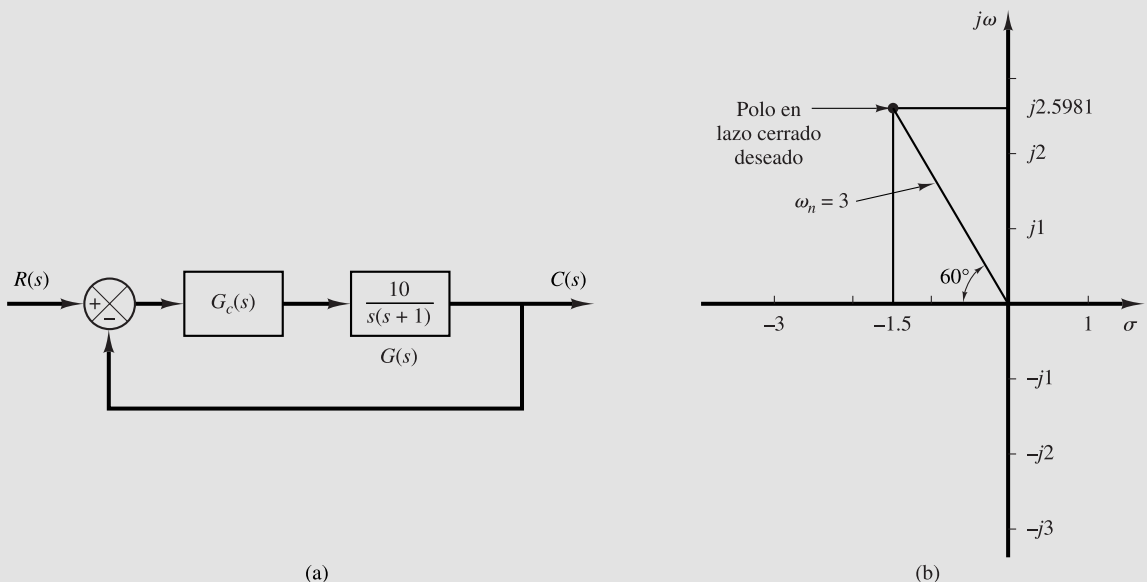 R(s)
+
−
G_c(s)
10
s(s + 1)
G(s)
C(s)
(a)
jω
Polo en
lazo cerrado
deseado
j2.5981
j2
ω_n = 3
j1
60°
−3
−1.5
1
σ
−j1
−j2
−j3
(b)